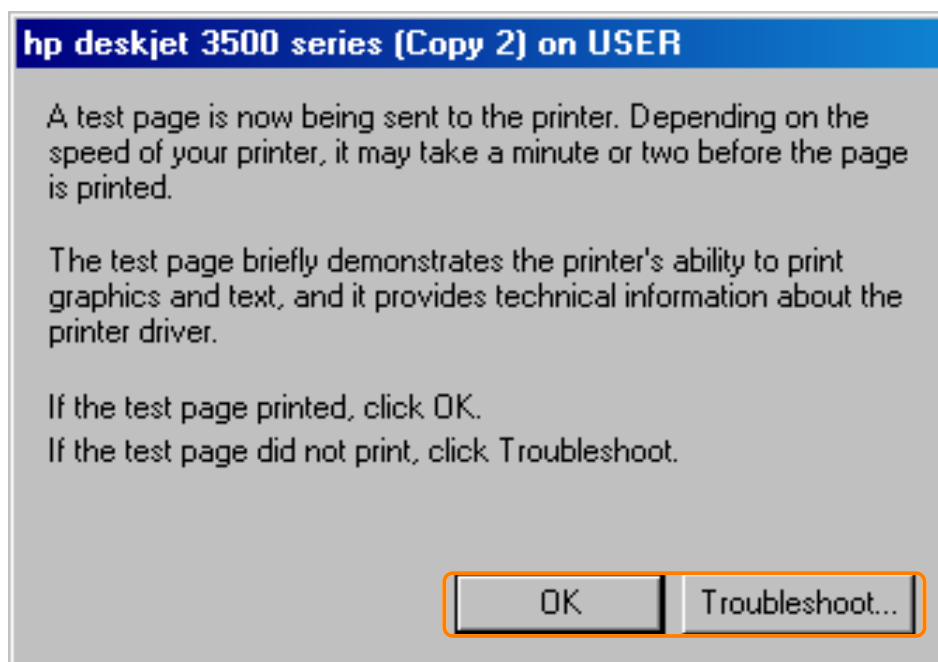 hp deskjet 3500 series (Copy 2) on USER
A test page is now being sent to the printer. Depending on the
speed of your printer, it may take a minute or two before the page
is printed.
The test page briefly demonstrates the printer's ability to print
graphics and text, and it provides technical information about the
printer driver.
If the test page printed, click OK.
If the test page did not print, click Troubleshoot.
OK
Troubleshoot...